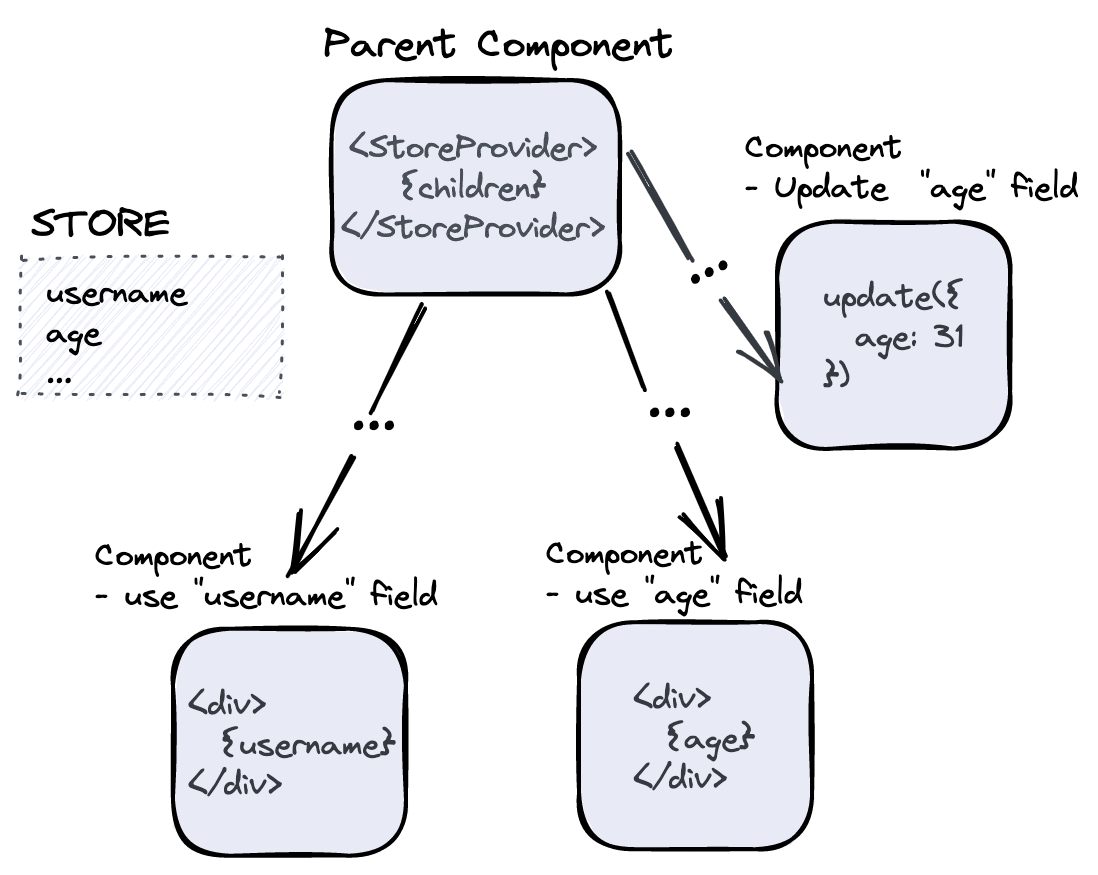 Parent Component
<StoreProvider>
{children}
</StoreProvider>
Component
- Update "age" field
update({
age: 31
})
STORE
username
age
...
...
...
...
Component
- use "username" field
<div>
{username}
</div>
Component
- use "age" field
<div>
{age}
</div>